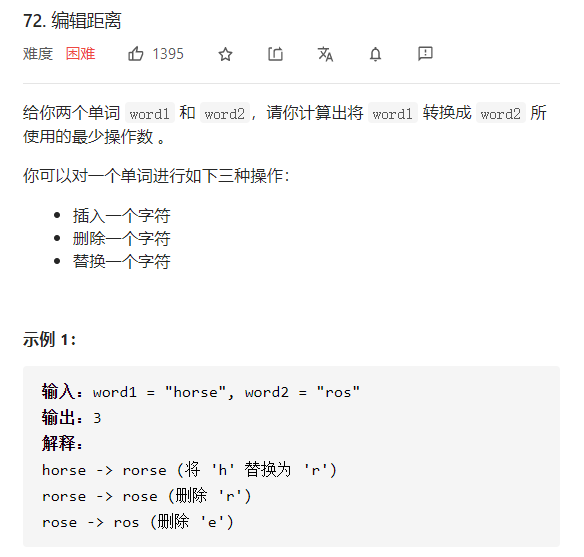 72. 编辑距离
难度 困难 1395
给你两个单词 word1 和 word2，请你计算出将 word1 转换成 word2 所
使用的最少操作数 。
你可以对一个单词进行如下三种操作：
插入一个字符
删除一个字符
替换一个字符
示例 1：
输入：word1 = "horse", word2 = "ros"
输出：3
解释：
horse -> rorse (将 'h' 替换为 'r')
rorse -> rose (删除 'r')
rose -> ros (删除 'e')